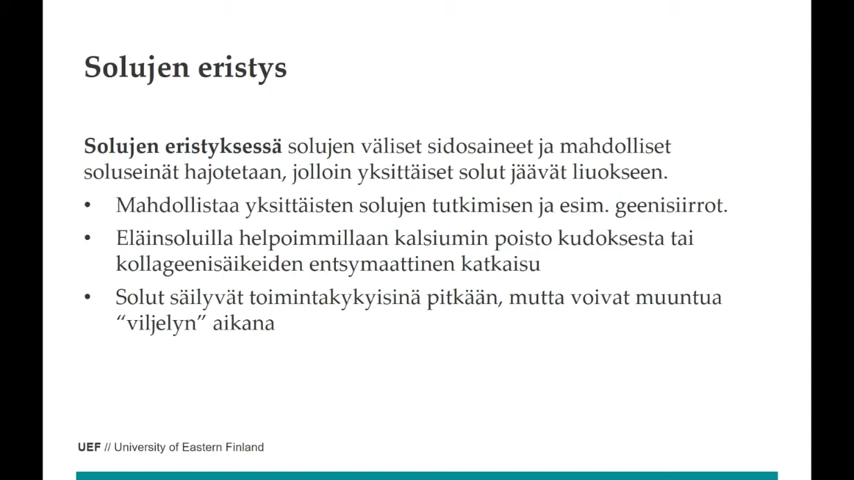 Solujen eristys
Solujen eristyksessä solujen väliset sidosaineet ja mahdolliset
soluseinät hajotetaan, jolloin yksittäiset solut jäävät liuokseen.
• Mahdollistaa yksittäisten solujen tutkimisen ja esim. geenisiirrot.
• Eläinsoluilla helpoimmillaan kalsiumin poisto kudoksesta tai
kollageenisäikeiden entsymaattinen katkaisu
• Solut säilyvät toimintakykyisinä pitkään, mutta voivat muuntua
“viljelyn” aikana
UEF // University of Eastern Finland